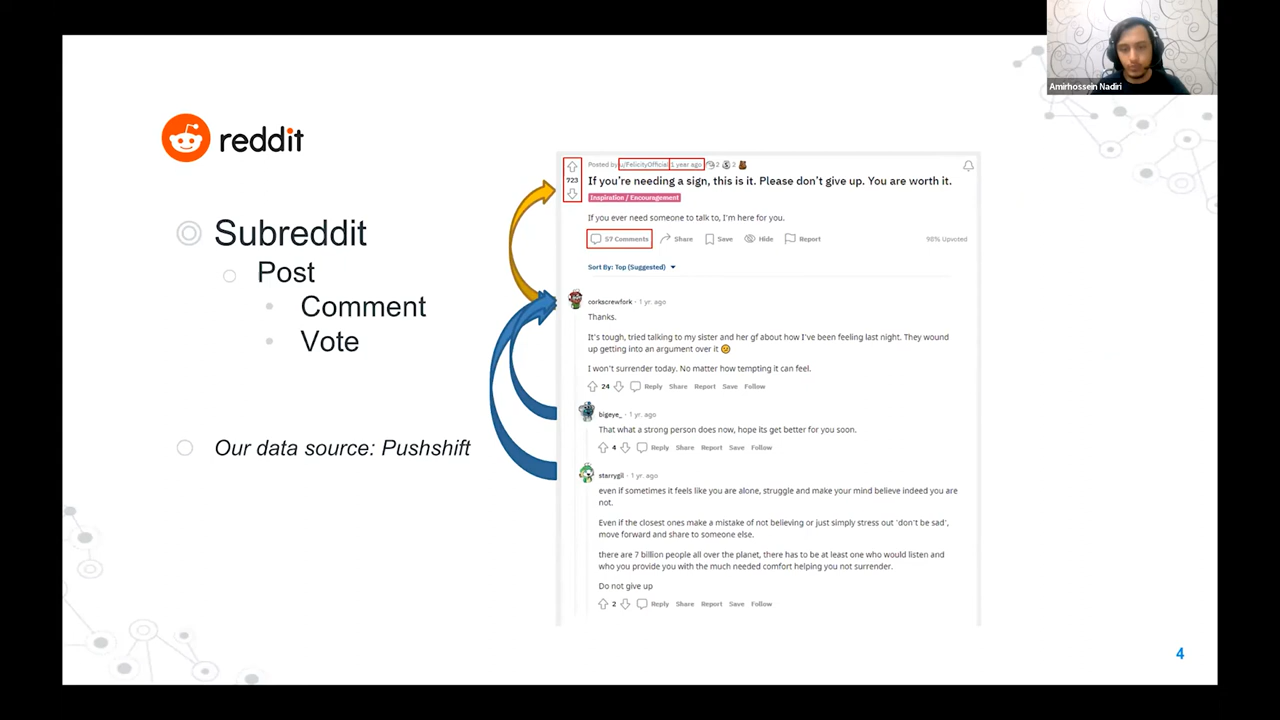 Amirhossein Nadiri
reddit
Subreddit
Post
Comment
Vote
Our data source: Pushshift
Posted by u/FelicityOfficial 1 year ago 2 2
723
If you're needing a sign, this is it. Please don't give up. You are worth it.
Inspiration / Encouragement
If you ever need someone to talk to, I'm here for you.
57 Comments Share Save Hide Report 98% Upvoted
Sort By: Top (Suggested)
corkscrewfork · 1 yr. ago
Thanks.
It's tough, tried talking to my sister and her gf about how I've been feeling last night. They wound
up getting into an argument over it
I won't surrender today. No matter how tempting it can feel.
24 Reply Share Report Save Follow
bigeye_ · 1 yr. ago
That what a strong person does now, hope its get better for you soon.
4 Reply Share Report Save Follow
starrygil · 1 yr. ago
even if sometimes it feels like you are alone, struggle and make your mind believe indeed you are
not.
Even if the closest ones make a mistake of not believing or just simply stress out 'don't be sad',
move forward and share to someone else.
there are 7 billion people all over the planet, there has to be at least one who would listen and
who you provide you with the much needed comfort helping you not surrender.
Do not give up
2 Reply Share Report Save Follow
4